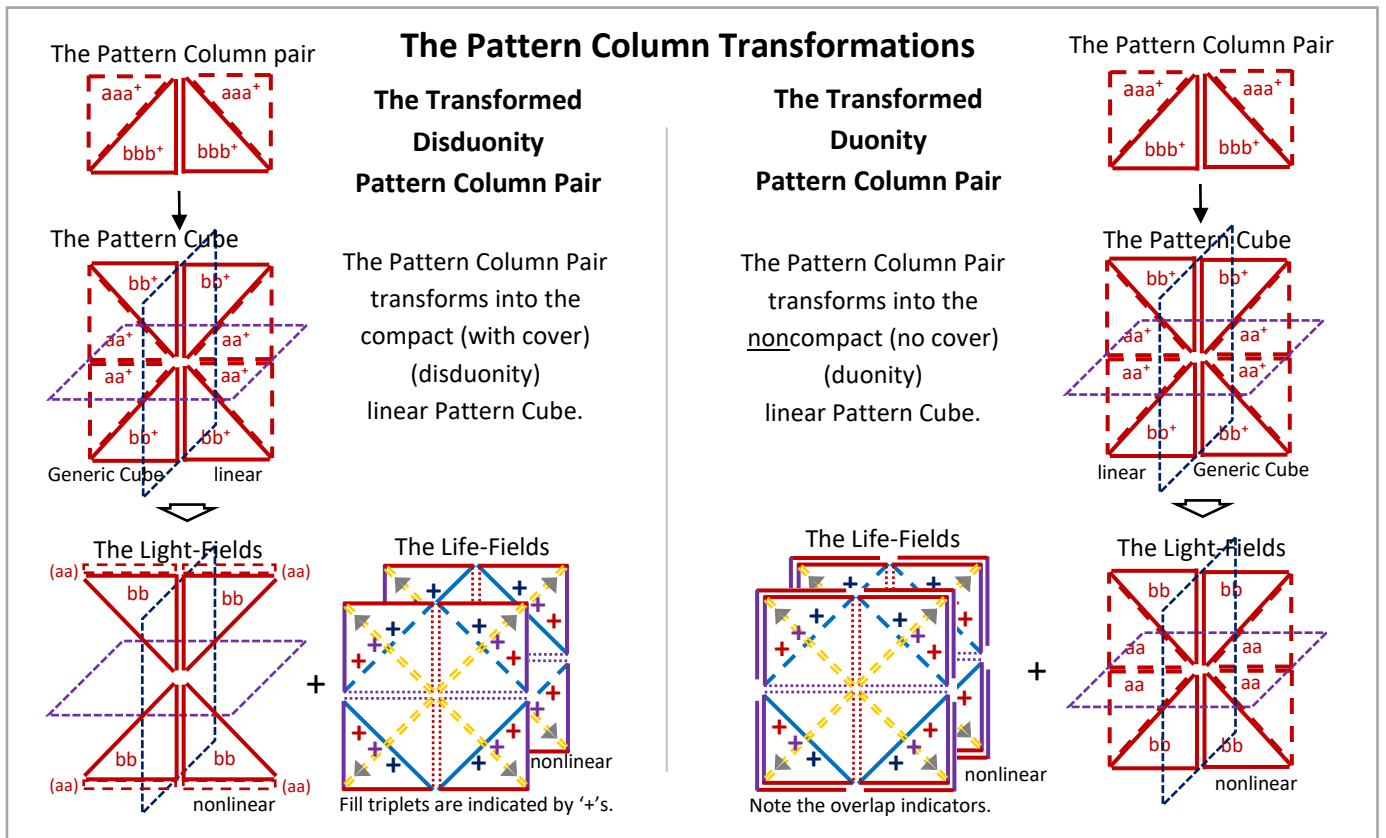 The Pattern Column Transformations
The Pattern Column pair
aaa⁺ aaa⁺
bbb⁺ bbb⁺
The Pattern Cube
bb⁺ bb⁺
aa⁺ aa⁺
aa⁺ aa⁺
bb⁺ bb⁺
Generic Cube linear
The Light-Fields
(aa) (aa)
bb bb
bb bb
(aa) (aa)
nonlinear
The Transformed
Disduonity
Pattern Column Pair
The Pattern Column Pair
transforms into the
compact (with cover)
(disduonity)
linear Pattern Cube.
+
The Life-Fields
+ +
+ + + +
+ + + +
+ + + +
+ +
nonlinear
Fill triplets are indicated by ‘+’s.
The Transformed
Duonity
Pattern Column Pair
The Pattern Column Pair
transforms into the
noncompact (no cover)
(duonity)
linear Pattern Cube.
The Life-Fields
+ +
+ + + +
+ + + +
+ + + +
+ +
nonlinear
Note the overlap indicators.
+
The Pattern Column Pair
aaa⁺ aaa⁺
bbb⁺ bbb⁺
The Pattern Cube
bb⁺ bb⁺
aa⁺ aa⁺
aa⁺ aa⁺
bb⁺ bb⁺
linear Generic Cube
The Light-Fields
bb bb
aa aa
aa aa
bb bb
nonlinear